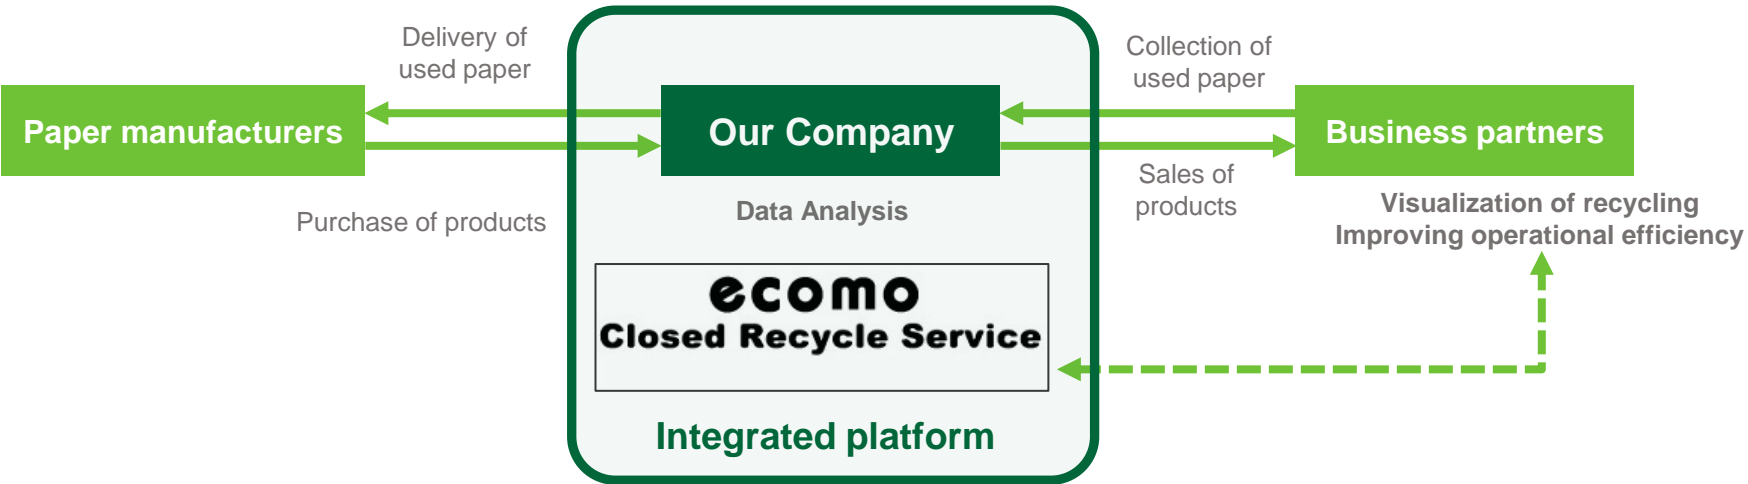 Delivery of
used paper
Collection of
used paper
Paper manufacturers
Our Company
Business partners
Purchase of products
Data Analysis
Sales of
products
Visualization of recycling
Improving operational efficiency
ecomo
Closed Recycle Service
Integrated platform